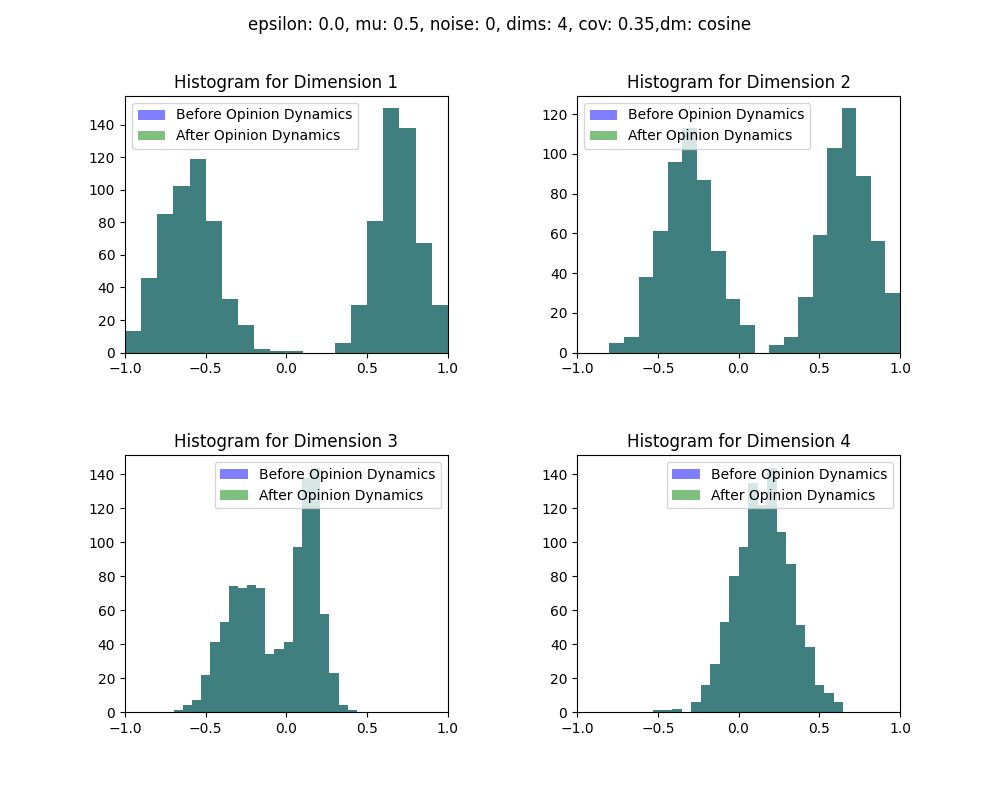 epsilon: 0.0, mu: 0.5, noise: 0, dims: 4, cov: 0.35,dm: cosine
Histogram for Dimension 1
Before Opinion Dynamics
After Opinion Dynamics
140
120
100
80
60
40
20
0
−1.0 −0.5 0.0 0.5 1.0
Histogram for Dimension 2
Before Opinion Dynamics
After Opinion Dynamics
120
100
80
60
40
20
0
−1.0 −0.5 0.0 0.5 1.0
Histogram for Dimension 3
Before Opinion Dynamics
After Opinion Dynamics
140
120
100
80
60
40
20
0
−1.0 −0.5 0.0 0.5 1.0
Histogram for Dimension 4
Before Opinion Dynamics
After Opinion Dynamics
140
120
100
80
60
40
20
0
−1.0 −0.5 0.0 0.5 1.0